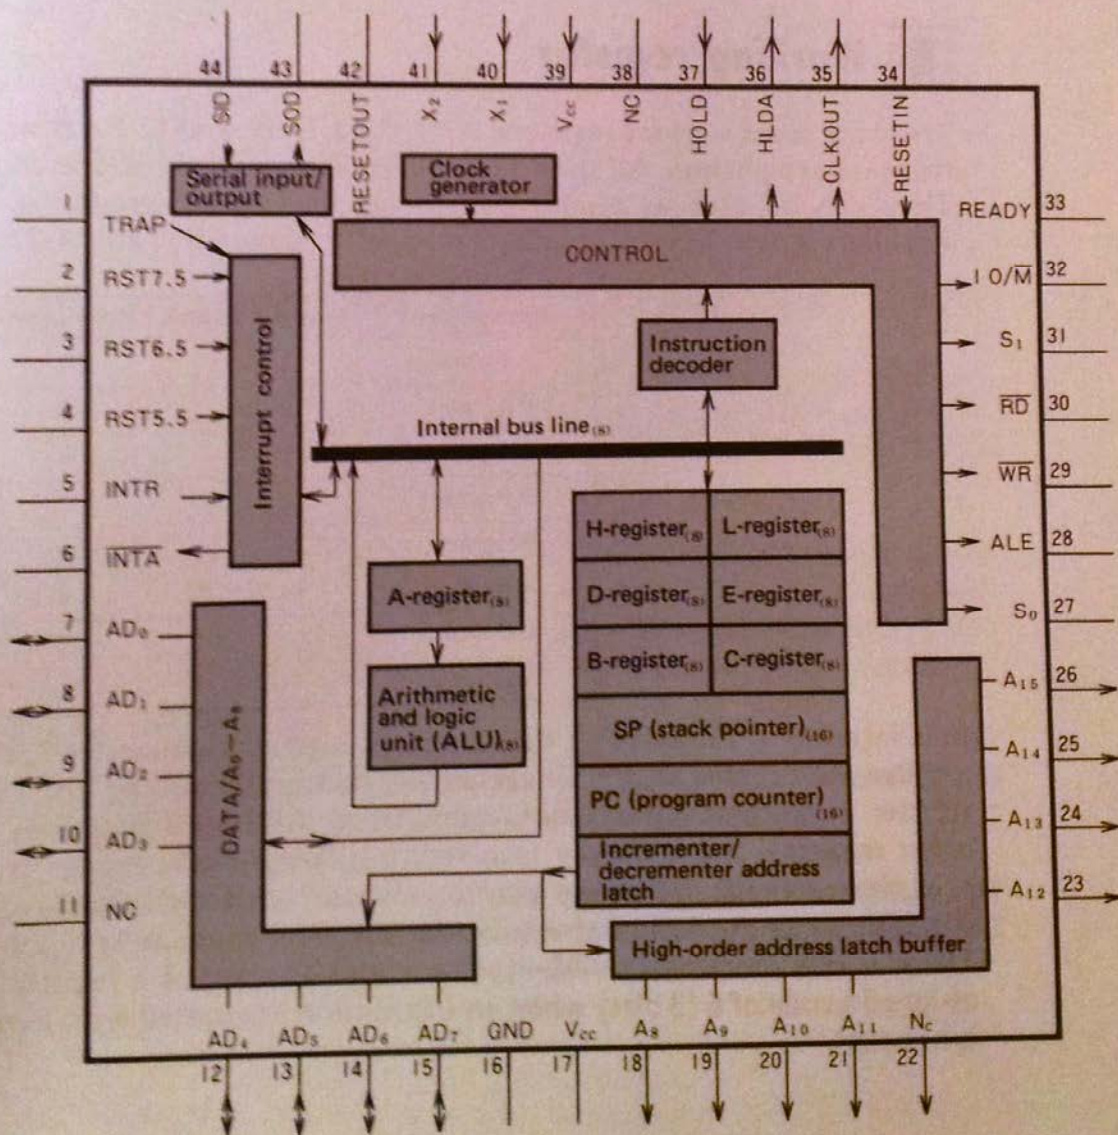 44 43 42 41 40 39 38 37 36 35 34
SID SOD RESETOUT X₂ X₁ Vcc NC HOLD HLDA CLKOUT RESETIN
Serial input/
output
Clock
generator
1 TRAP
READY 33
CONTROL
2 RST7.5
IO/M̅ 32
3 RST6.5
Interrupt control
Instruction
decoder
S₁ 31
4 RST5.5
R̅D̅ 30
Internal bus line(8)
5 INTR
W̅R̅ 29
6 I̅N̅T̅A̅
H-register(8) L-register(8)
ALE 28
A-register(8)
D-register(8) E-register(8)
S₀ 27
7 AD₀
B-register(8) C-register(8)
8 AD₁
Arithmetic
and logic
unit (ALU)(8)
A₁₅ 26
SP (stack pointer)(16)
A₁₄ 25
9 AD₂
PC (program counter)(16)
A₁₃ 24
10 AD₃
Incrementer/
decrementer address
latch
A₁₂ 23
11 NC
High-order address latch buffer
AD₄ AD₅ AD₆ AD₇ GND Vcc A₈ A₉ A₁₀ A₁₁ Nc
12 13 14 15 16 17 18 19 20 21 22